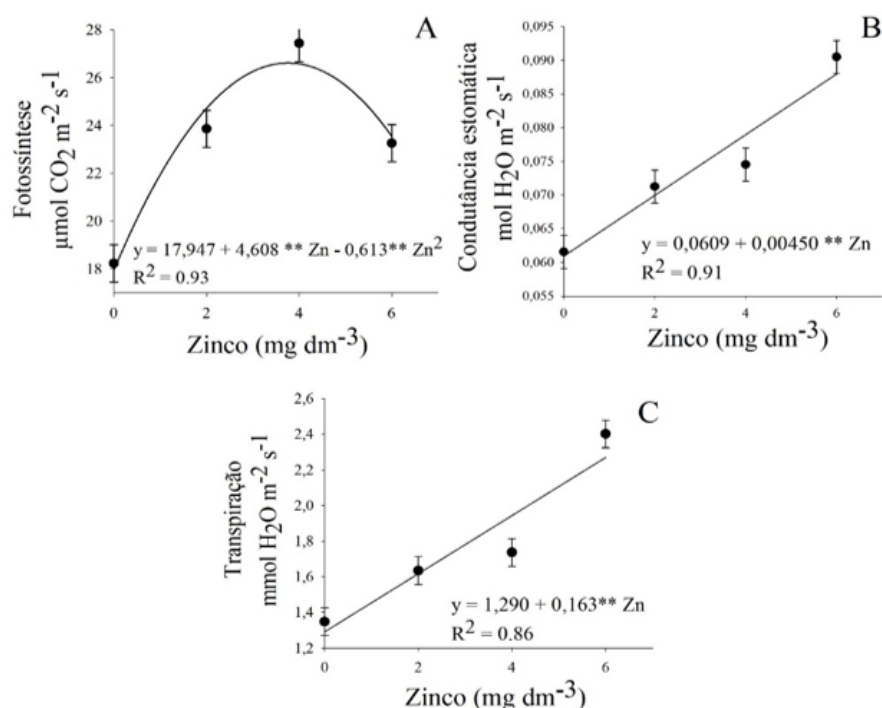 A
Fotossíntese
µmol CO2 m-2 s-1
28
26
24
22
20
18
y = 17,947 + 4,608 ** Zn - 0,613** Zn2
R2 = 0.93
0
2
4
6
Zinco (mg dm-3)
B
Condutância estomática
mol H2O m-2 s-1
0,095
0,090
0,085
0,080
0,075
0,070
0,065
0,060
0,055
y = 0,0609 + 0,00450 ** Zn
R2 = 0.91
0
2
4
6
Zinco (mg dm-3)
C
Transpiração
mmol H2O m-2 s-1
2,6
2,4
2,2
2,0
1,8
1,6
1,4
1,2
y = 1,290 + 0,163** Zn
R2 = 0.86
0
2
4
6
Zinco (mg dm-3)